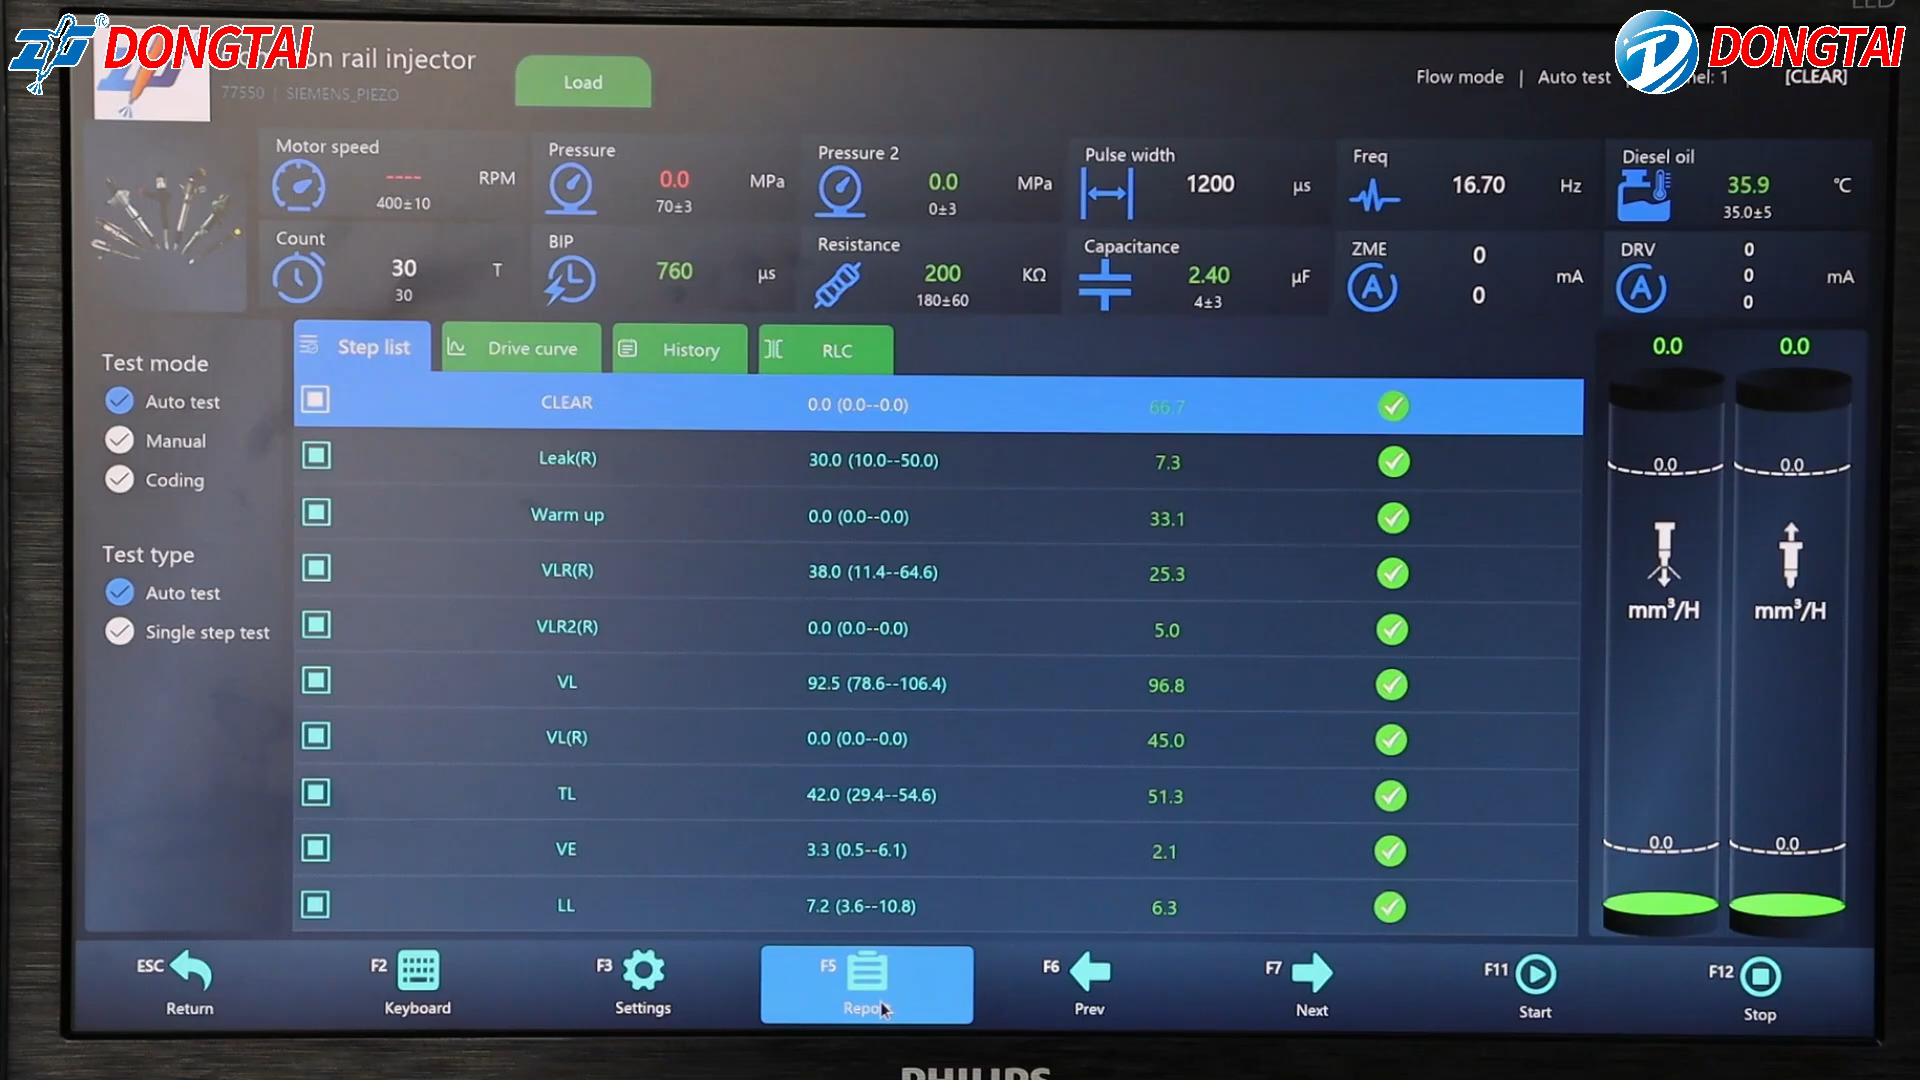 LED
DONGTAI
on rail injector
77550 | SIEMENS_PIEZO
Load
Flow mode | Auto test
nel: 1
[CLEAR]
DONGTAI
Motor speed
----
RPM
400±10
Pressure
0.0
MPa
70±3
Pressure 2
0.0
MPa
0±3
Pulse width
1200
μs
Freq
16.70
Hz
Diesel oil
35.9
℃
35.0±5
Count
30
T
30
BIP
760
μs
Resistance
200
KΩ
180±60
Capacitance
2.40
μF
4±3
ZME
0
mA
0
DRV
0
0
mA
0
Test mode
Auto test
Manual
Coding
Test type
Auto test
Single step test
Step list
Drive curve
History
RLC
CLEAR 0.0 (0.0--0.0) 66.7
Leak(R) 30.0 (10.0--50.0) 7.3
Warm up 0.0 (0.0--0.0) 33.1
VLR(R) 38.0 (11.4--64.6) 25.3
VLR2(R) 0.0 (0.0--0.0) 5.0
VL 92.5 (78.6--106.4) 96.8
VL(R) 0.0 (0.0--0.0) 45.0
TL 42.0 (29.4--54.6) 51.3
VE 3.3 (0.5--6.1) 2.1
LL 7.2 (3.6--10.8) 6.3
0.0 0.0
0.0 0.0
mm³/H mm³/H
0.0 0.0
ESC
Return
F2
Keyboard
F3
Settings
F5
Repo
F6
Prev
F7
Next
F11
Start
F12
Stop
PHILIPS